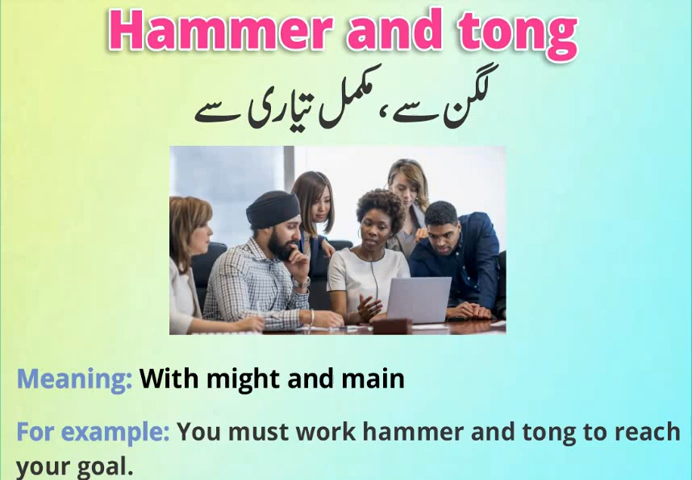 Hammer and tong
لگن سے، مکمل تیاری سے
Meaning: With might and main
For example: You must work hammer and tong to reach
your goal.